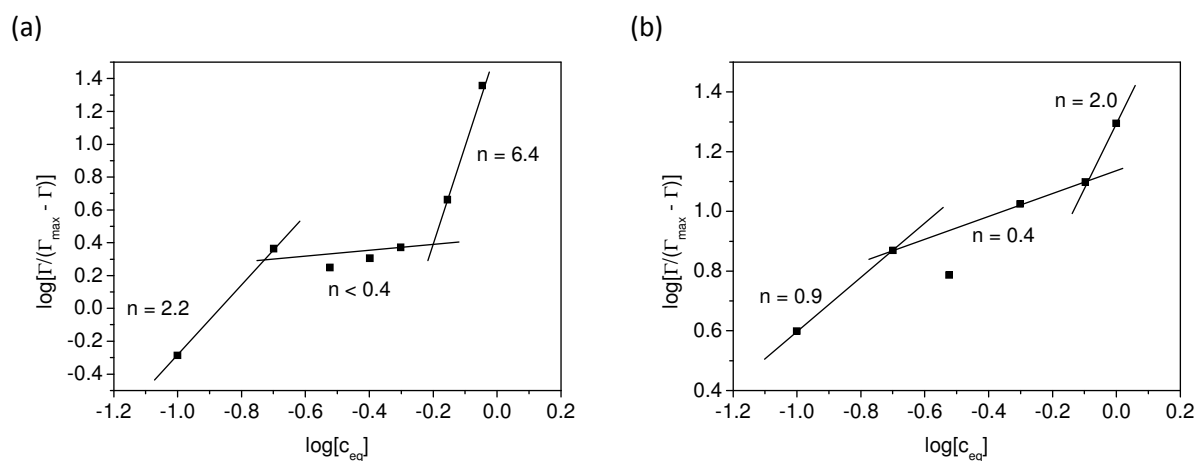 (a)
1.4
1.2
1.0
0.8
0.6
0.4
0.2
0.0
-0.2
-0.4
log[Γ/(Γmax - Γ)]
n = 2.2
n < 0.4
n = 6.4
-1.2 -1.0 -0.8 -0.6 -0.4 -0.2 0.0 0.2
log[ceq]
(b)
1.4
1.2
1.0
0.8
0.6
0.4
log[Γ/(Γmax - Γ)]
n = 2.0
n = 0.4
n = 0.9
-1.2 -1.0 -0.8 -0.6 -0.4 -0.2 0.0 0.2
log[ceq]